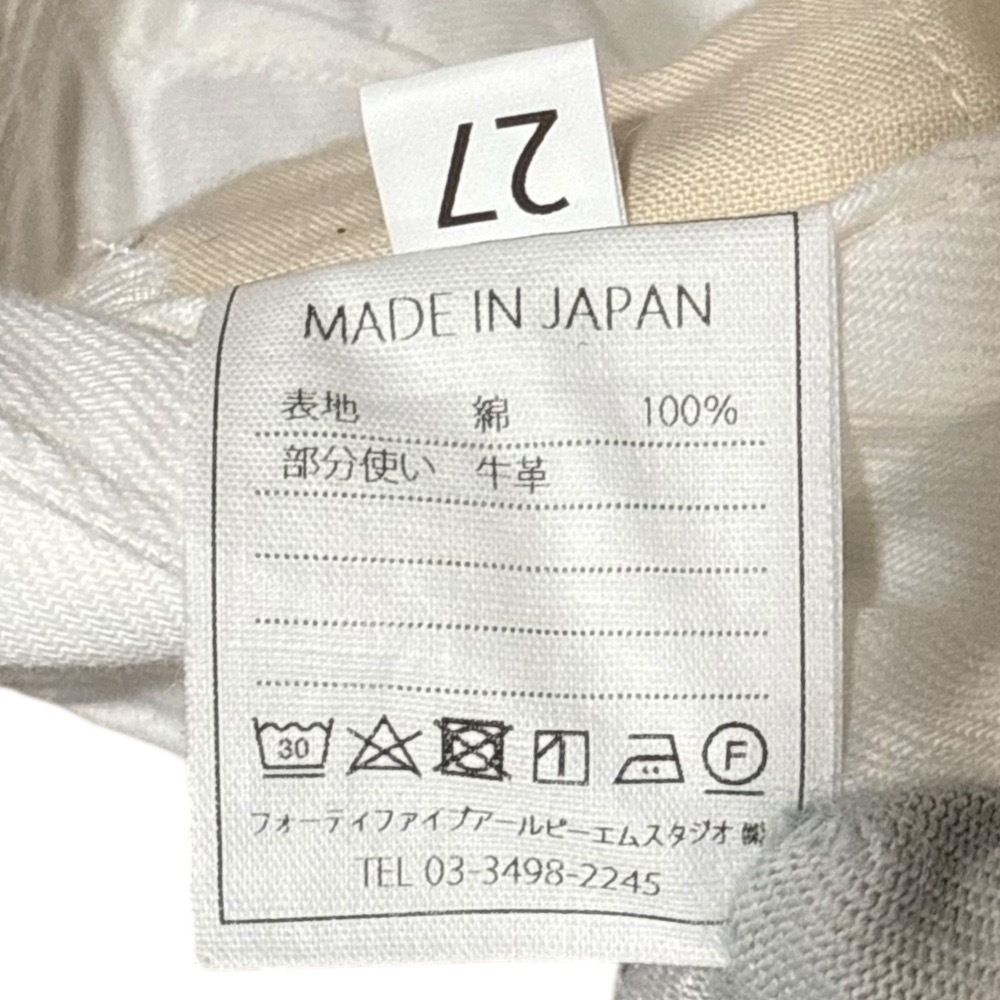 27
MADE IN JAPAN
表地 綿 100%
部分使い 牛革
30 F
フォーティファイブアールピーエムスタジオ ㈱
TEL 03-3498-2245